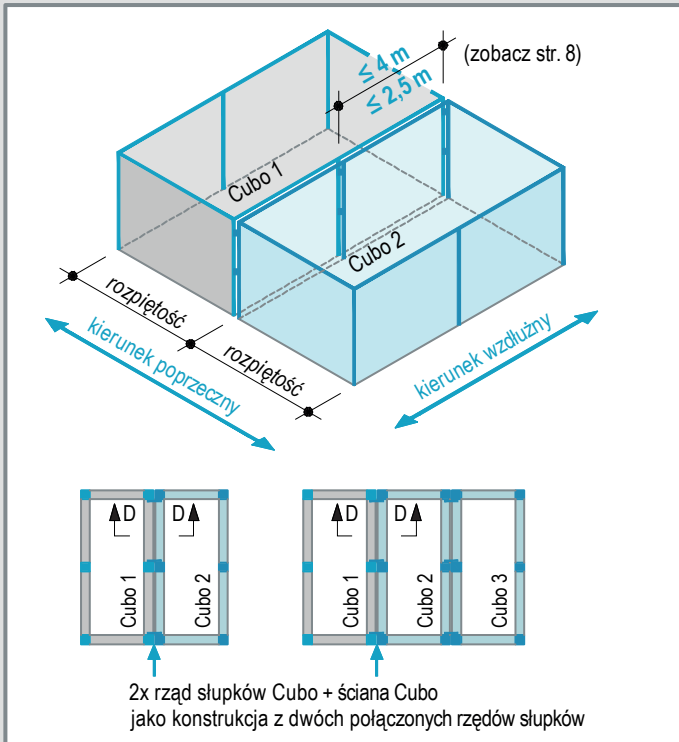 (zobacz str. 8)
≤ 4 m
≤ 2,5 m
Cubo 1
Cubo 2
rozpiętość
rozpiętość
kierunek poprzeczny
kierunek wzdłużny
D D
Cubo 1
Cubo 2
D D
Cubo 1
Cubo 2
Cubo 3
2x rząd słupków Cubo + ściana Cubo
jako konstrukcja z dwóch połączonych rzędów słupków